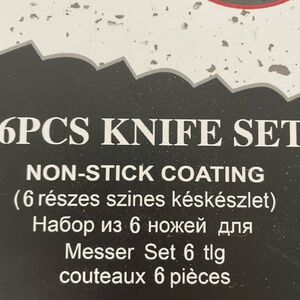 6PCS KNIFE SET
NON-STICK COATING
(6 részes szines késkészlet)
Набор из 6 ножей для
Messer Set 6 tlg
couteaux 6 pièces